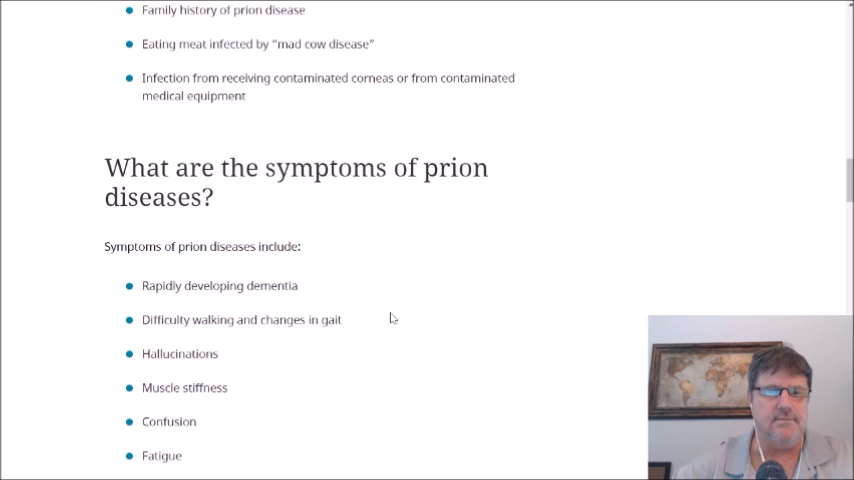 Family history of prion disease
Eating meat infected by “mad cow disease”
Infection from receiving contaminated corneas or from contaminated
medical equipment
What are the symptoms of prion
diseases?
Symptoms of prion diseases include:
Rapidly developing dementia
Difficulty walking and changes in gait
Hallucinations
Muscle stiffness
Confusion
Fatigue